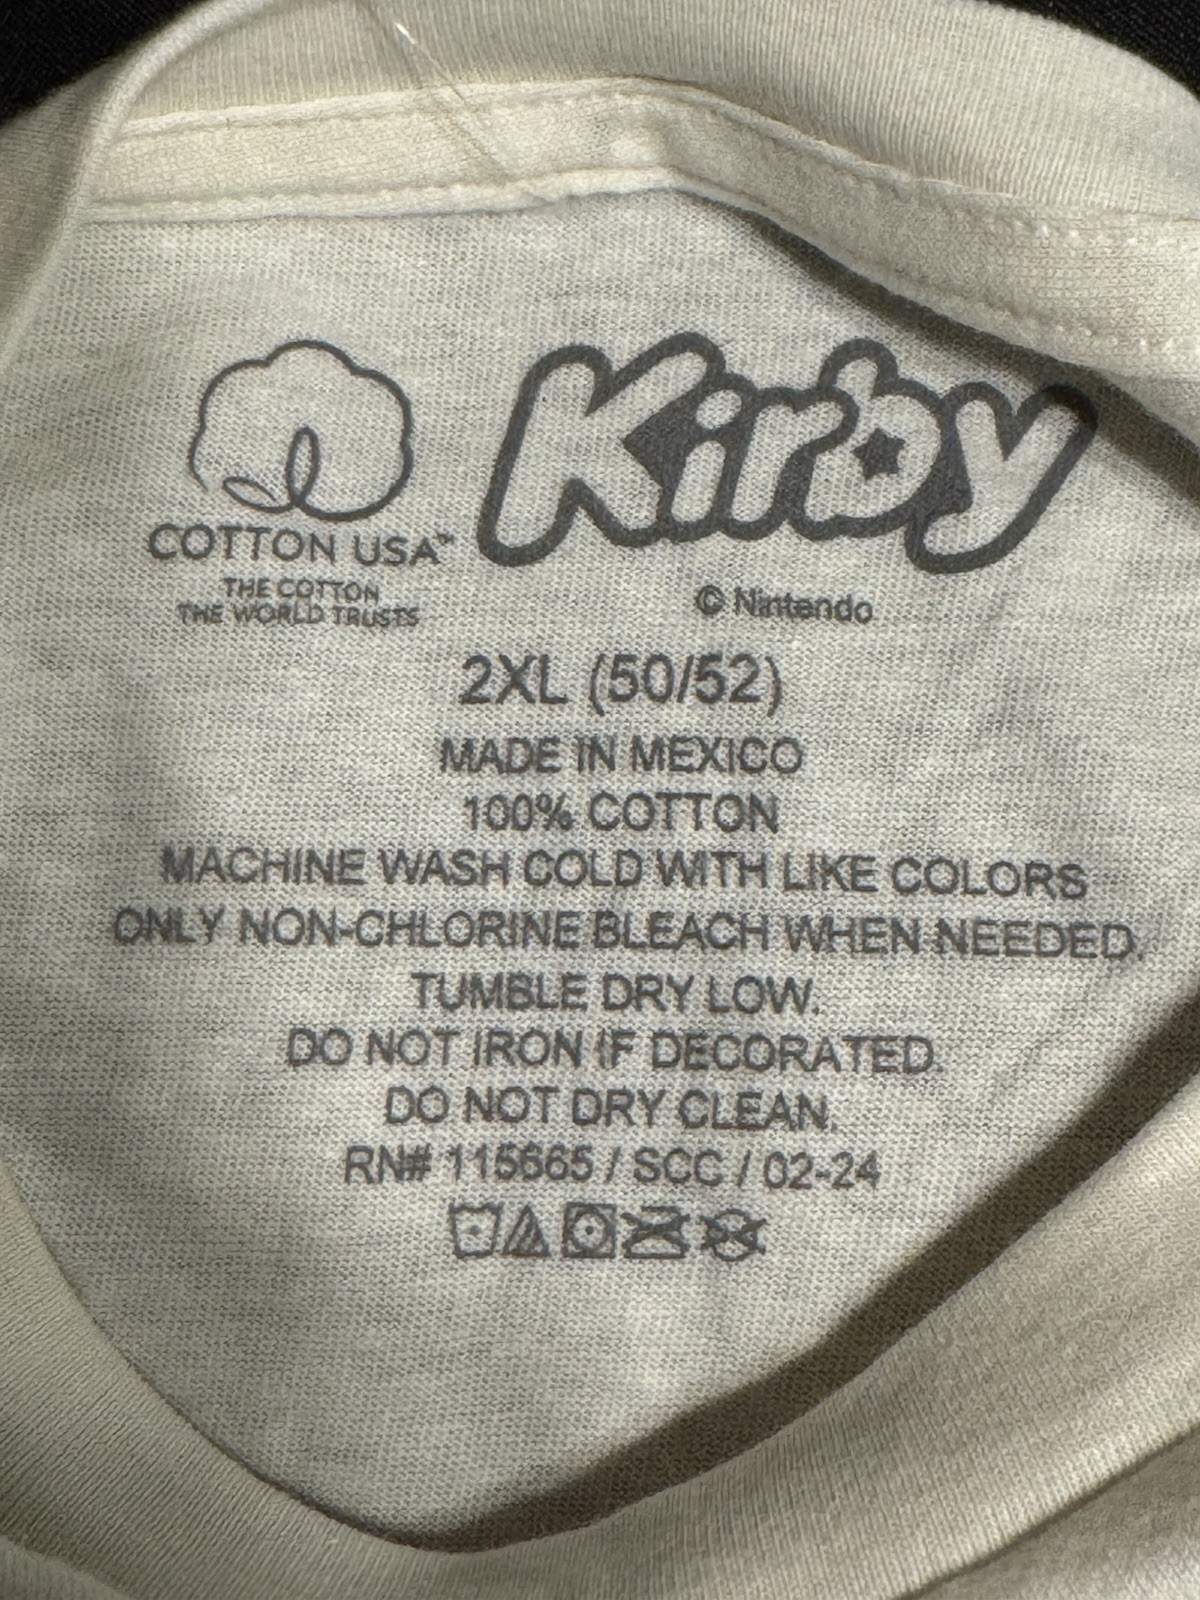 COTTON USA™
THE COTTON
THE WORLD TRUSTS
Kirby
© Nintendo
2XL (50/52)
MADE IN MEXICO
100% COTTON
MACHINE WASH COLD WITH LIKE COLORS
ONLY NON-CHLORINE BLEACH WHEN NEEDED.
TUMBLE DRY LOW.
DO NOT IRON IF DECORATED.
DO NOT DRY CLEAN.
RN# 115665 / SCC / 02-24